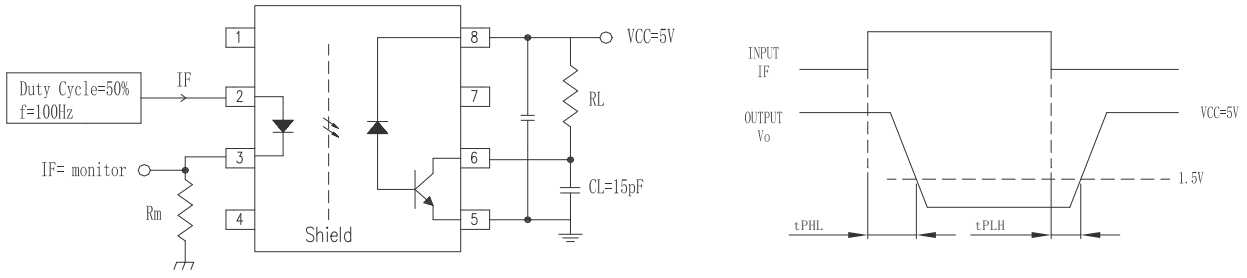 Duty Cycle=50%
f=100Hz
IF
IF= monitor
Rm
1
2
3
4
Shield
8
7
6
5
VCC=5V
RL
CL=15pF
INPUT
IF
OUTPUT
Vo
VCC=5V
1.5V
tPHL
tPLH